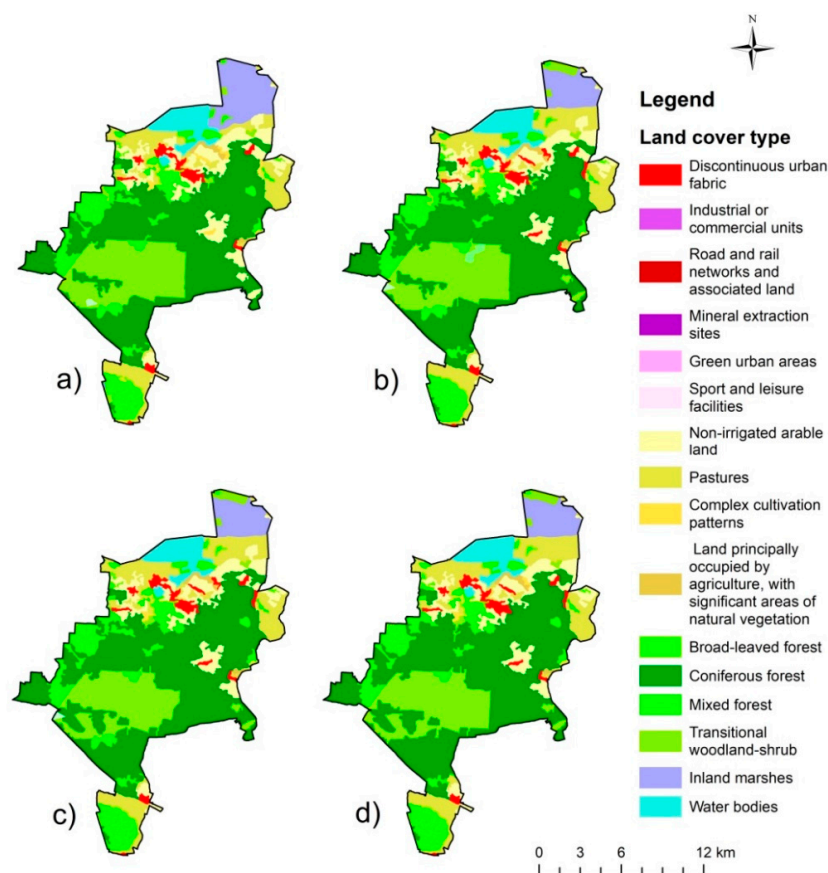 N
a)
b)
c)
d)
Legend
Land cover type
Discontinuous urban
fabric
Industrial or
commercial units
Road and rail
networks and
associated land
Mineral extraction
sites
Green urban areas
Sport and leisure
facilities
Non-irrigated arable
land
Pastures
Complex cultivation
patterns
Land principally
occupied by
agriculture, with
significant areas of
natural vegetation
Broad-leaved forest
Coniferous forest
Mixed forest
Transitional
woodland-shrub
Inland marshes
Water bodies
0 3 6 12 km